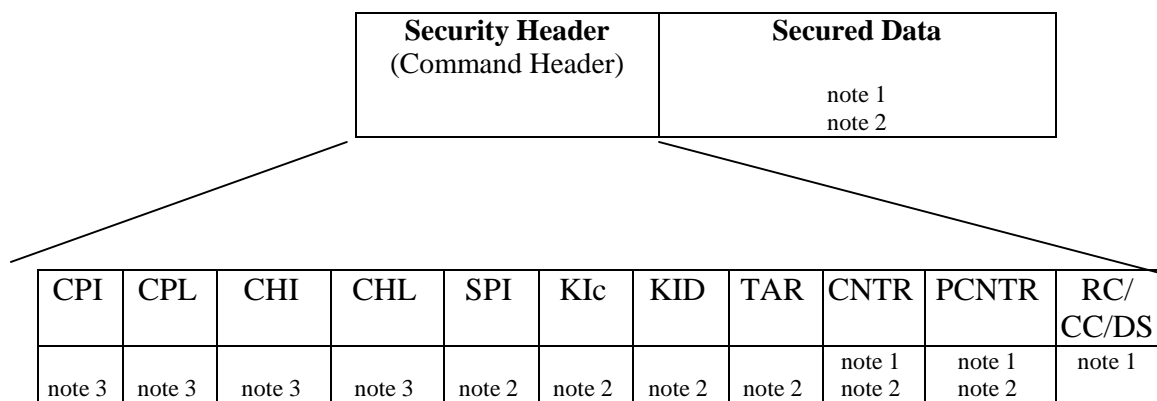 Security Header Secured Data
(Command Header)
note 1
note 2
CPI CPL CHI CHL SPI KIc KID TAR CNTR PCNTR RC/
CC/DS
note 1 note 1 note 1
note 3 note 3 note 3 note 3 note 2 note 2 note 2 note 2 note 2 note 2